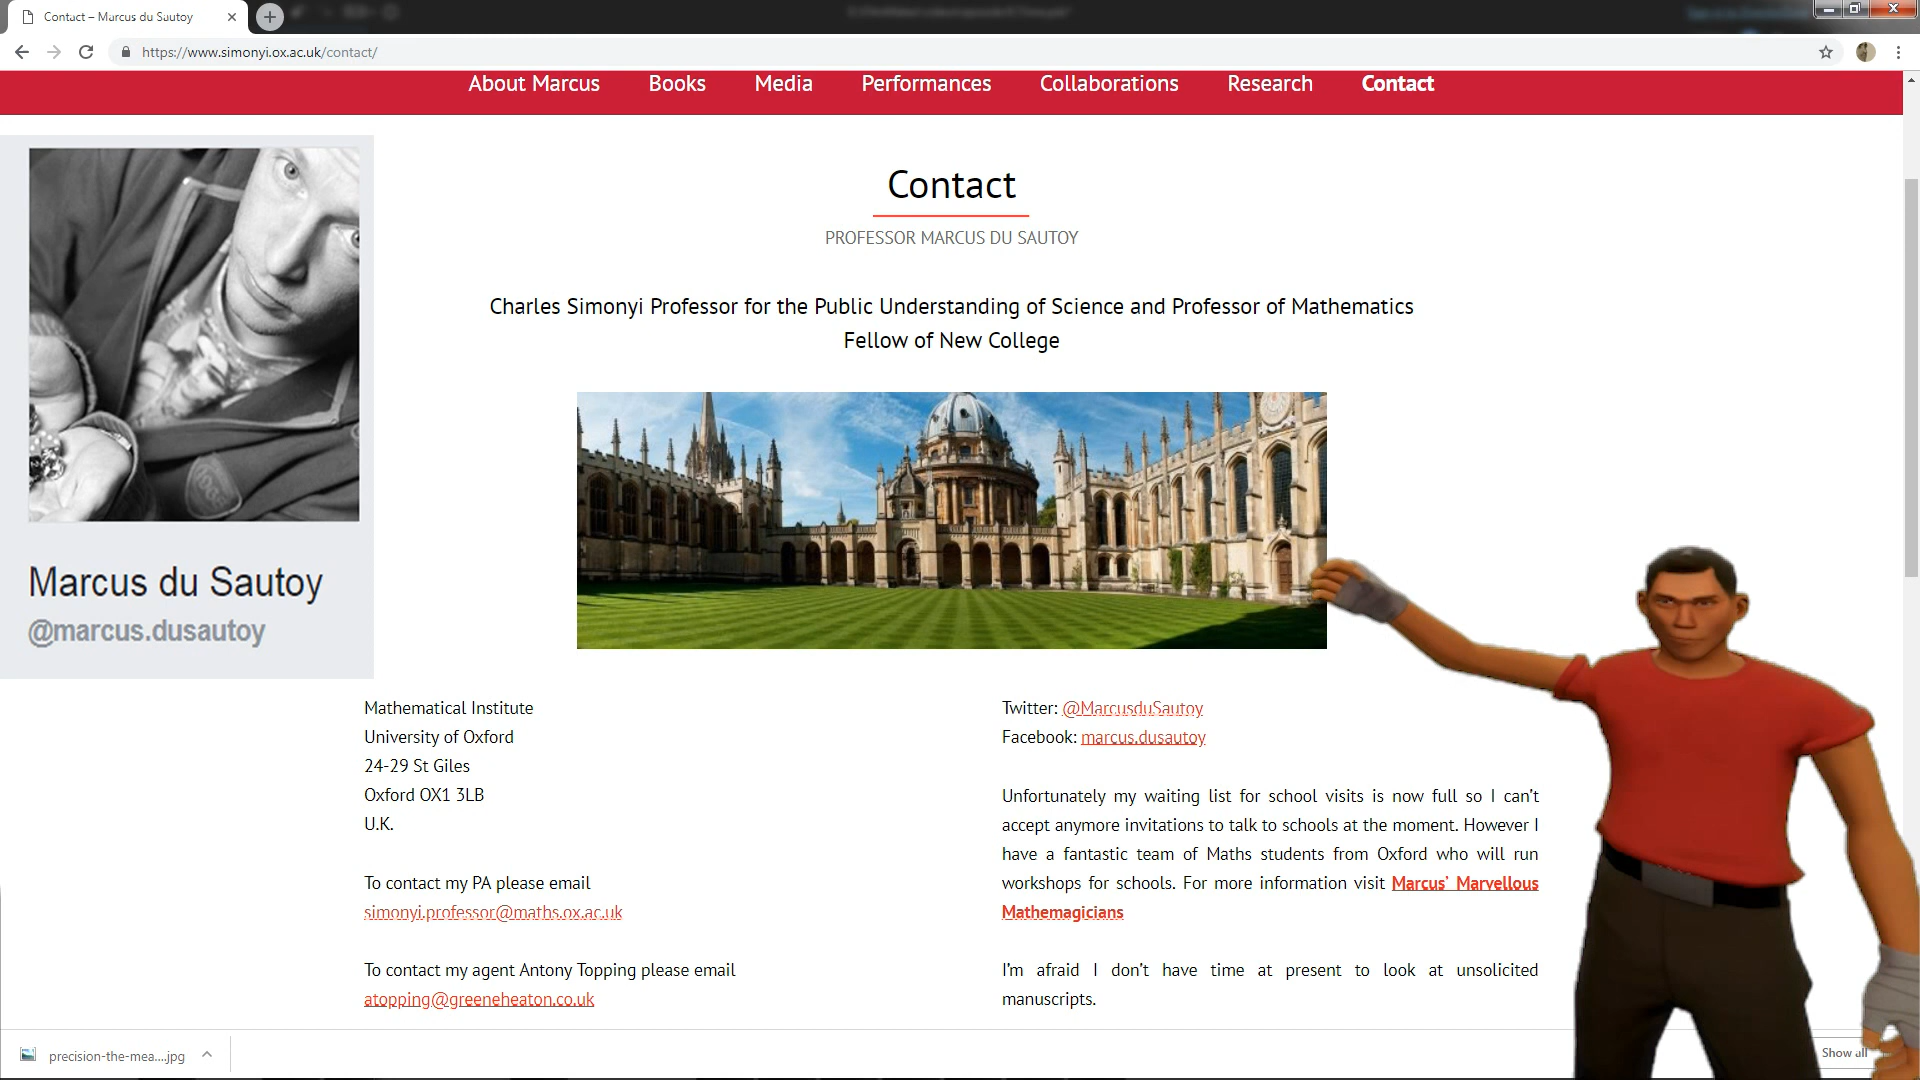 Contact – Marcus du Sautoy
https://www.simonyi.ox.ac.uk/contact/
About Marcus Books Media Performances Collaborations Research Contact
Contact
PROFESSOR MARCUS DU SAUTOY
Charles Simonyi Professor for the Public Understanding of Science and Professor of Mathematics
Fellow of New College
Marcus du Sautoy
@marcus.dusautoy
Mathematical Institute
University of Oxford
24-29 St Giles
Oxford OX1 3LB
U.K.
To contact my PA please email
simonyi.professor@maths.ox.ac.uk
To contact my agent Antony Topping please email
atopping@greeneheaton.co.uk
Twitter: @MarcusduSautoy
Facebook: marcus.dusautoy
Unfortunately my waiting list for school visits is now full so I can't
accept anymore invitations to talk to schools at the moment. However I
have a fantastic team of Maths students from Oxford who will run
workshops for schools. For more information visit Marcus' Marvellous
Mathemagicians
I'm afraid I don't have time at present to look at unsolicited
manuscripts.
precision-the-mea....jpg
Show all